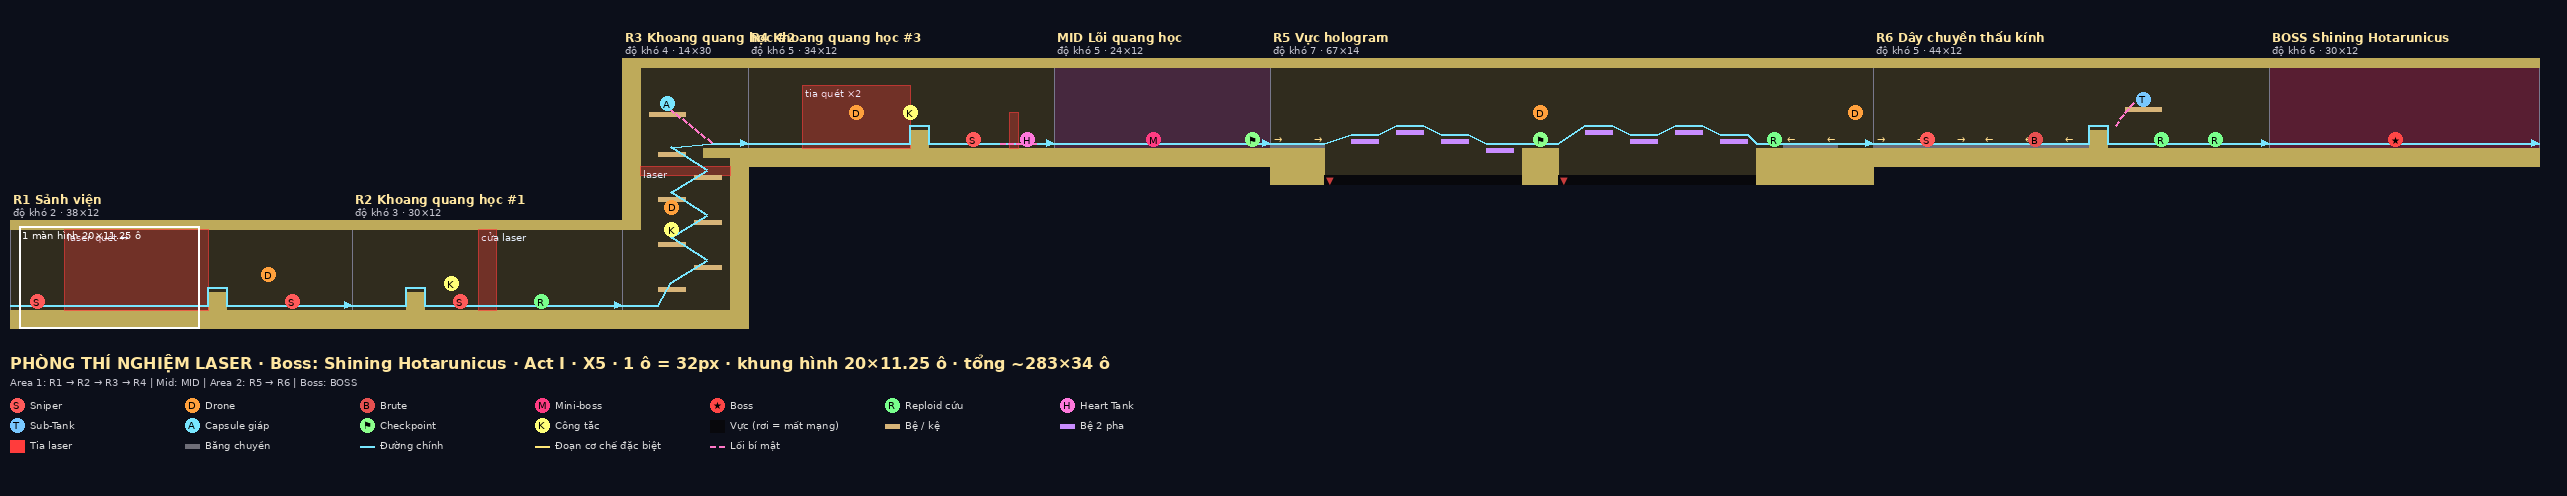 R3 Khoang quang học #2
R4 Khoang quang học #3
MID Lõi quang học
R5 Vực hologram
R6 Dây chuyền thấu kính
BOSS Shining Hotarunicus
độ khó 4 · 14×30
độ khó 5 · 34×12
độ khó 5 · 24×12
độ khó 7 · 67×14
độ khó 5 · 44×12
độ khó 6 · 30×12
tia quét ×2
A
D
K
T
D
D
S
H
M
⚑
⚑
R
S
B
R
R
★
laser
R1 Sảnh viện
R2 Khoang quang học #1
độ khó 2 · 38×12
độ khó 3 · 30×12
D
K
1 màn hình 20×11.25 ô
laser quét
cửa laser
D
K
S
S
S
R
PHÒNG THÍ NGHIỆM LASER · Boss: Shining Hotarunicus · Act I · X5 · 1 ô = 32px · khung hình 20×11.25 ô · tổng ~283×34 ô
Area 1: R1 → R2 → R3 → R4 | Mid: MID | Area 2: R5 → R6 | Boss: BOSS
S Sniper
D Drone
B Brute
M Mini-boss
★ Boss
R Reploid cứu
H Heart Tank
T Sub-Tank
A Capsule giáp
⚑ Checkpoint
K Công tắc
Vực (rơi = mất mạng)
Bệ / kệ
Bệ 2 pha
Tia laser
Băng chuyền
Đường chính
Đoạn cơ chế đặc biệt
Lối bí mật